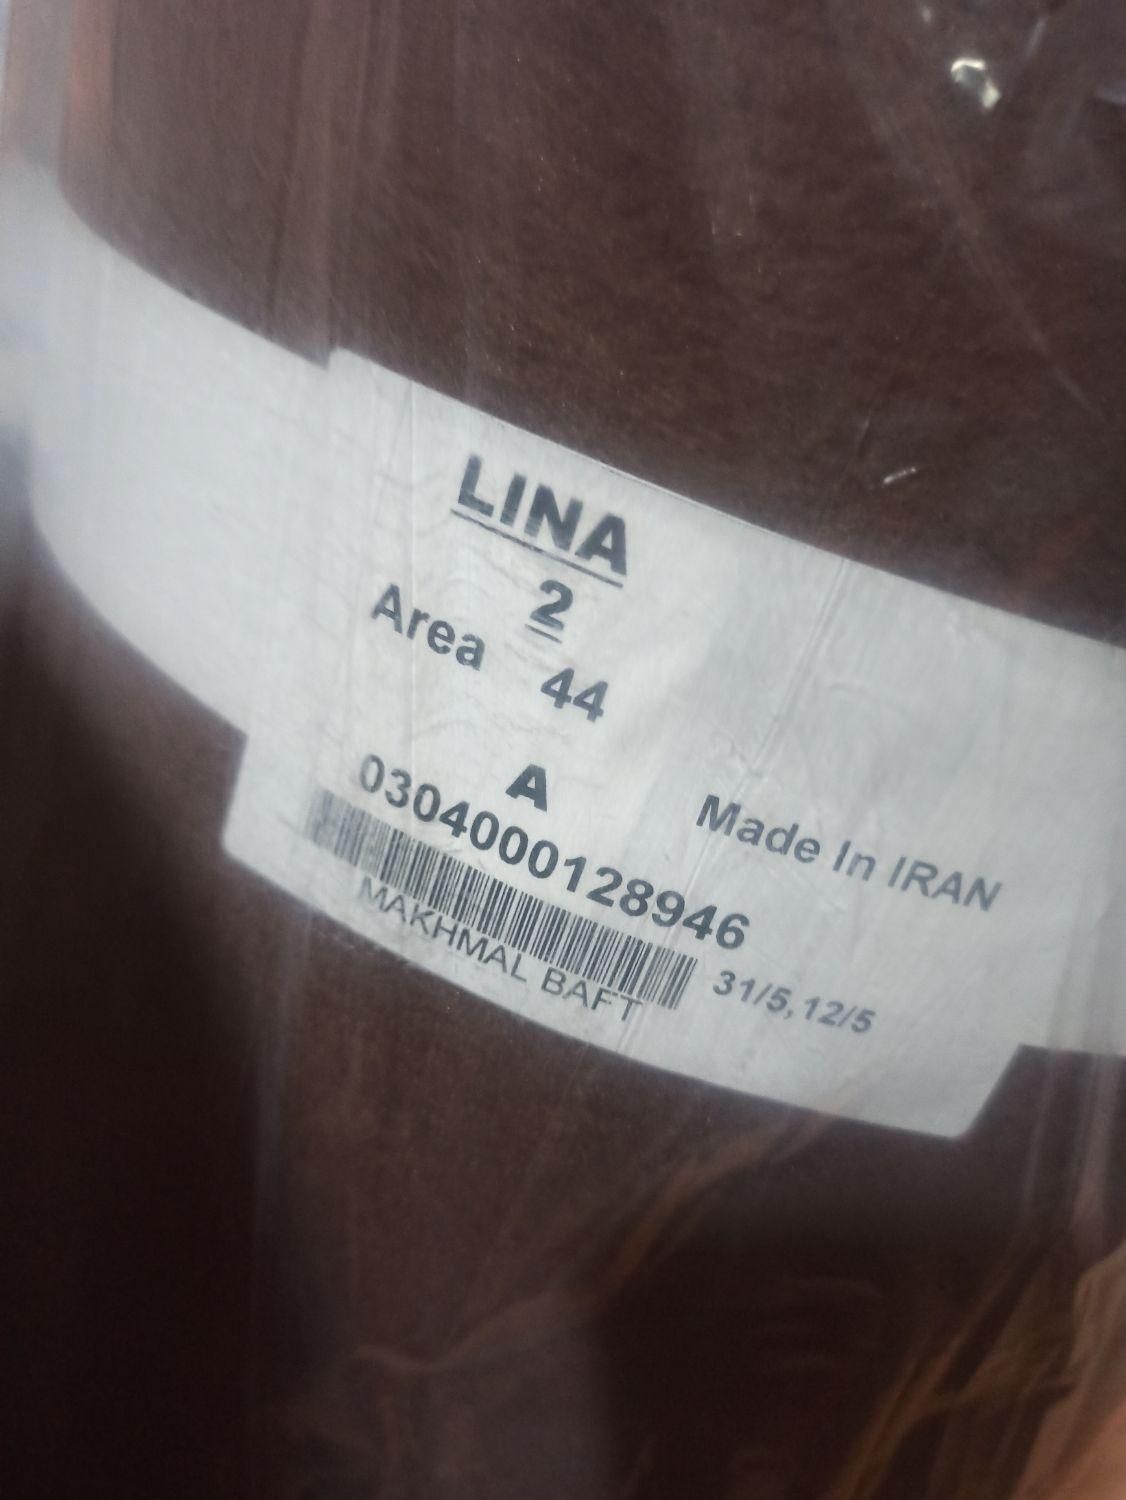 LINA
2
Area 44
A
0304000128946
Made In IRAN
MAKHMAL BAFT
31/5,12/5